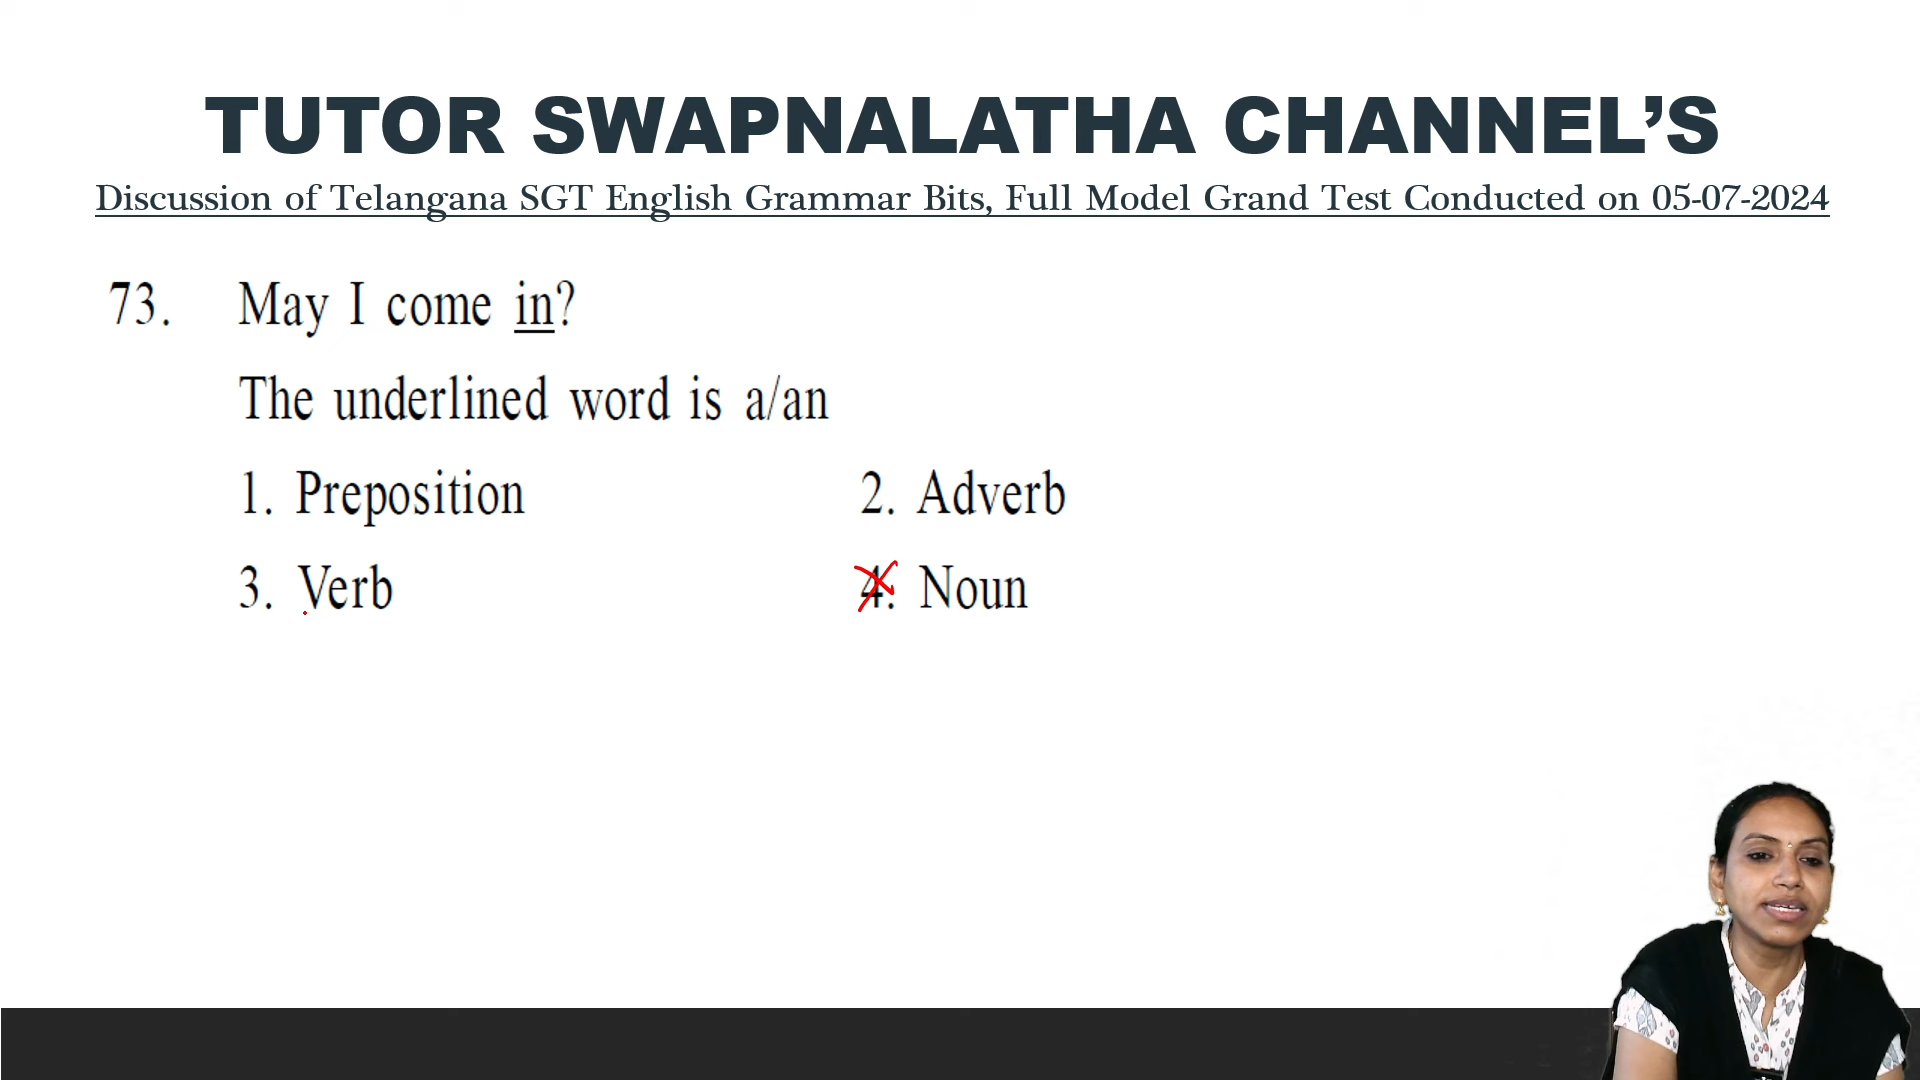 TUTOR SWAPNALATHA CHANNEL’S
Discussion of Telangana SGT English Grammar Bits, Full Model Grand Test Conducted on 05-07-2024
73. May I come in?
The underlined word is a/an
1. Preposition 2. Adverb
3. Verb 4. Noun